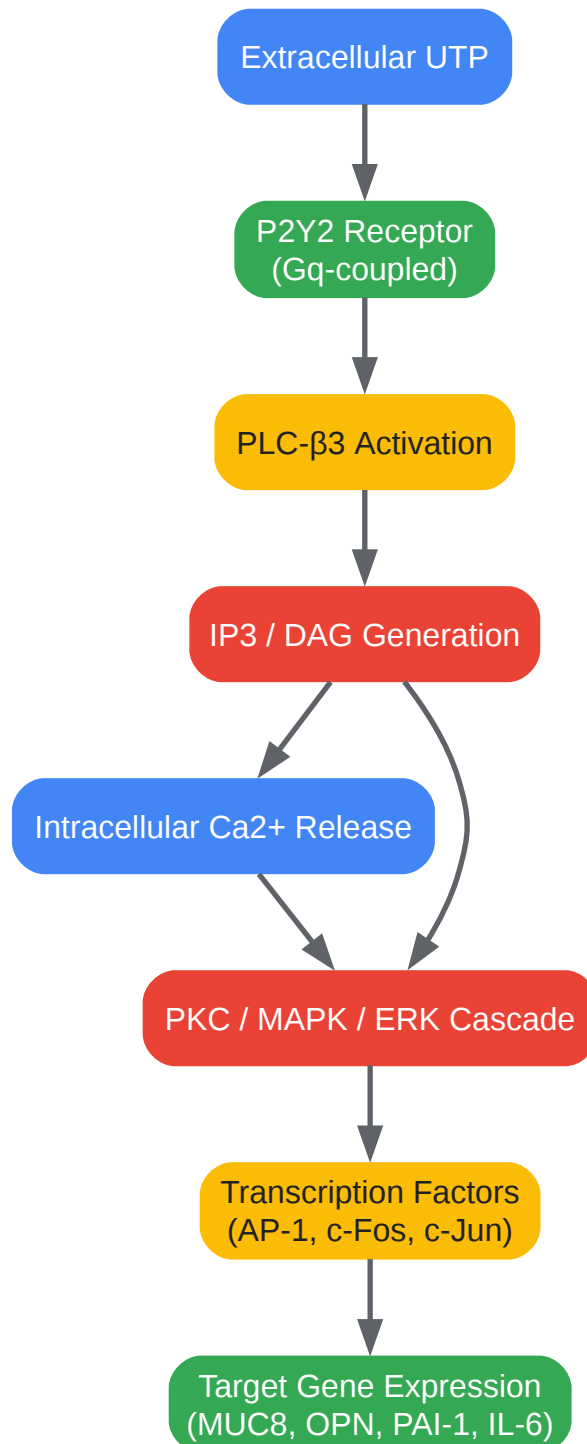 Extracellular UTP
P2Y2 Receptor
(Gq-coupled)
PLC-β3 Activation
IP3 / DAG Generation
Intracellular Ca2+ Release
PKC / MAPK / ERK Cascade
Transcription Factors
(AP-1, c-Fos, c-Jun)
Target Gene Expression
(MUC8, OPN, PAI-1, IL-6)